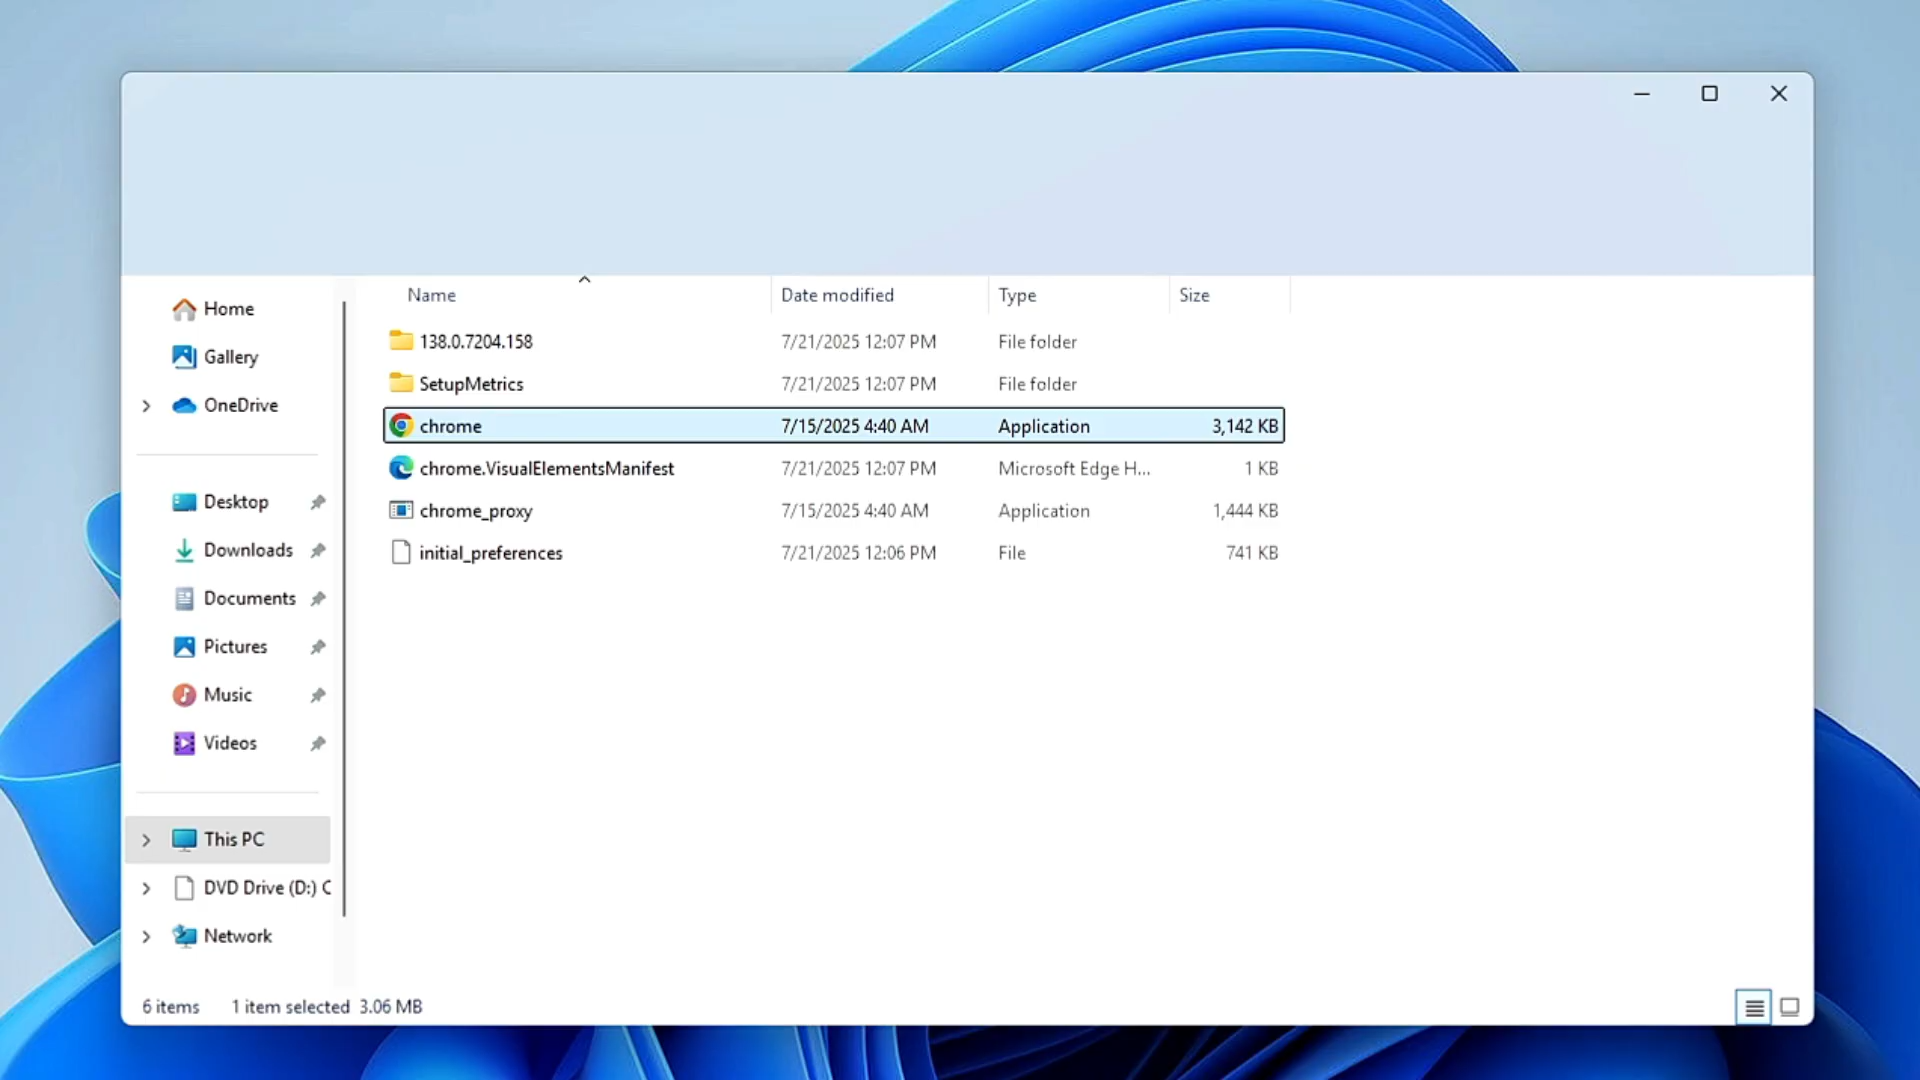 Name Date modified Type Size
138.0.7204.158 7/21/2025 12:07 PM File folder
SetupMetrics 7/21/2025 12:07 PM File folder
chrome 7/15/2025 4:40 AM Application 3,142 KB
chrome.VisualElementsManifest 7/21/2025 12:07 PM Microsoft Edge H... 1 KB
chrome_proxy 7/15/2025 4:40 AM Application 1,444 KB
initial_preferences 7/21/2025 12:06 PM File 741 KB
Home
Gallery
OneDrive
Desktop
Downloads
Documents
Pictures
Music
Videos
This PC
DVD Drive (D:) C
Network
6 items 1 item selected 3.06 MB